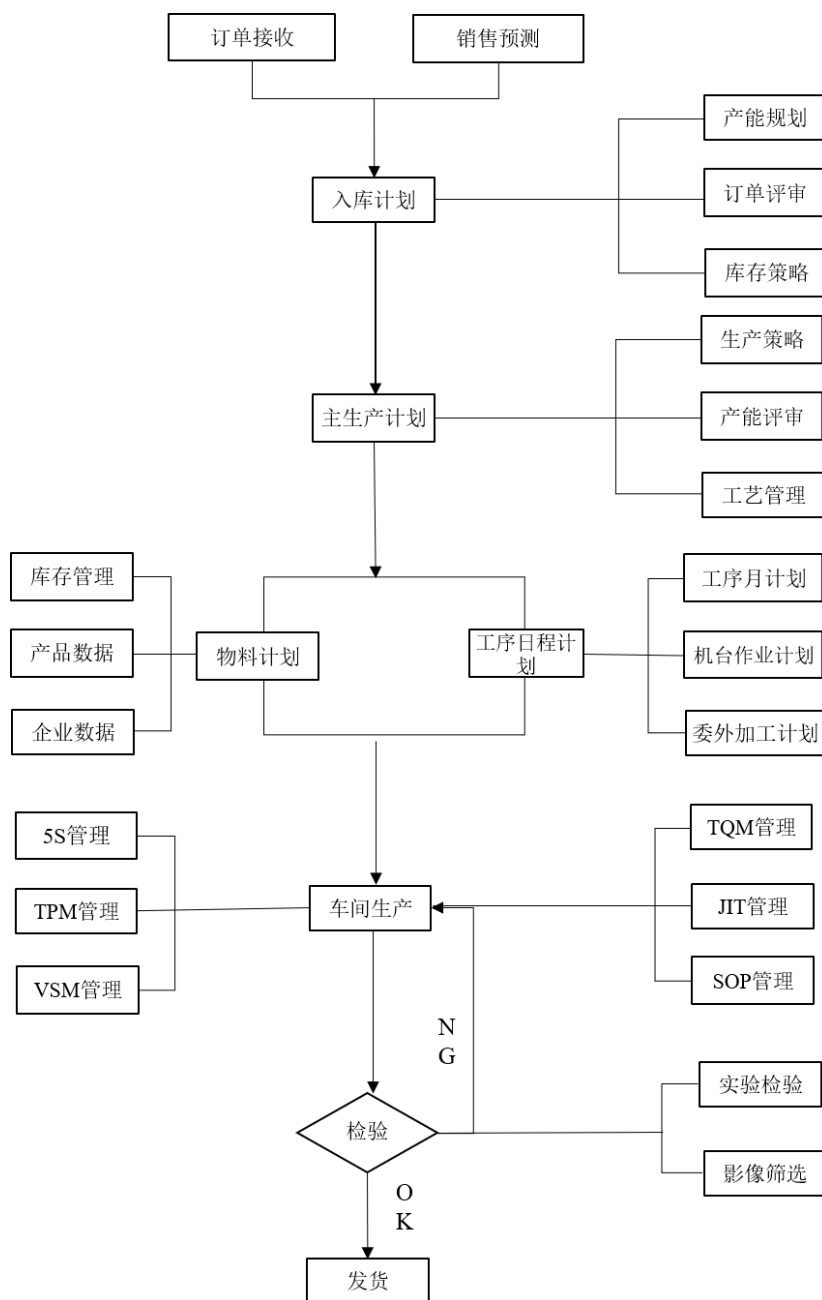 订单接收
销售预测
产能规划
入库计划
订单评审
库存策略
生产策略
主生产计划
产能评审
工艺管理
库存管理
工序月计划
产品数据
物料计划
工序日程计
划
机台作业计划
企业数据
委外加工计划
5S管理
TQM管理
TPM管理
车间生产
JIT管理
VSM管理
SOP管理
N
G
实验检验
检验
影像筛选
O
K
发货